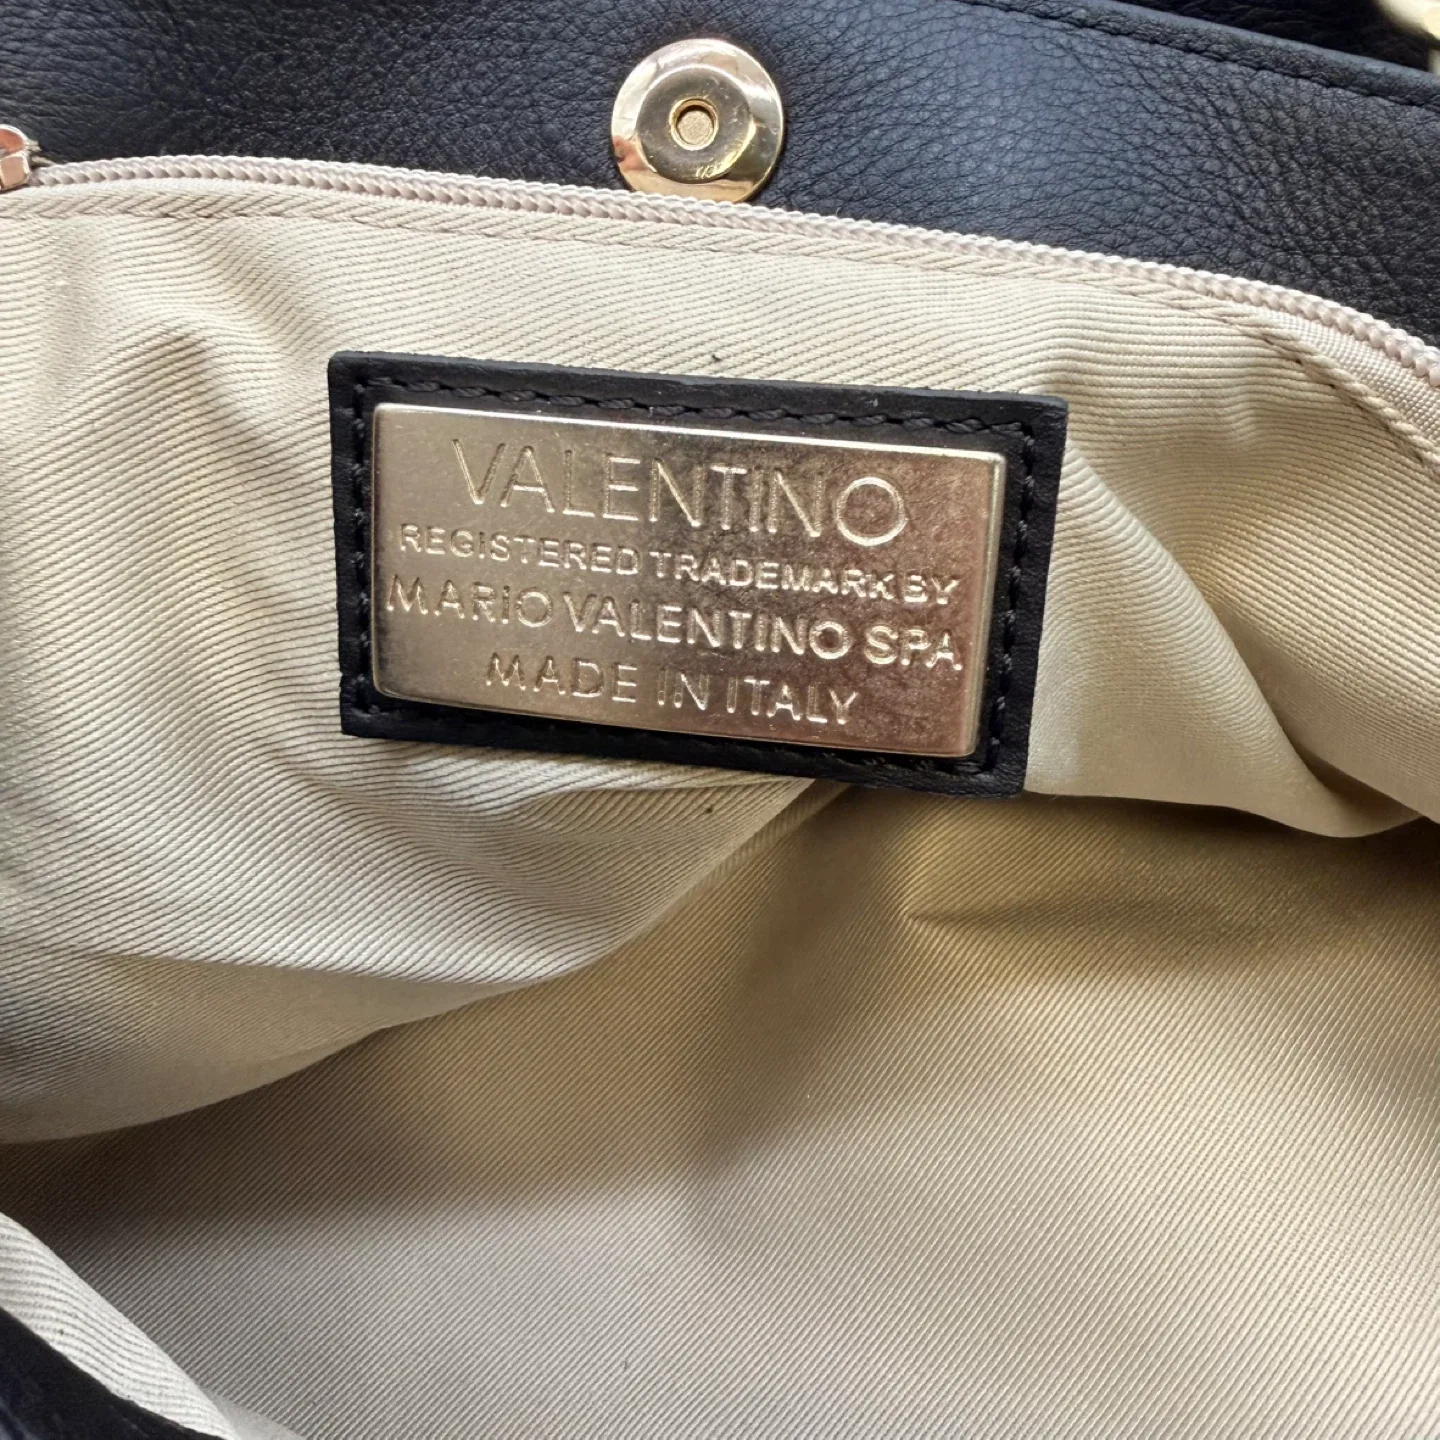 VALENTINO
REGISTERED TRADEMARK BY
MARIO VALENTINO SPA
MADE IN ITALY